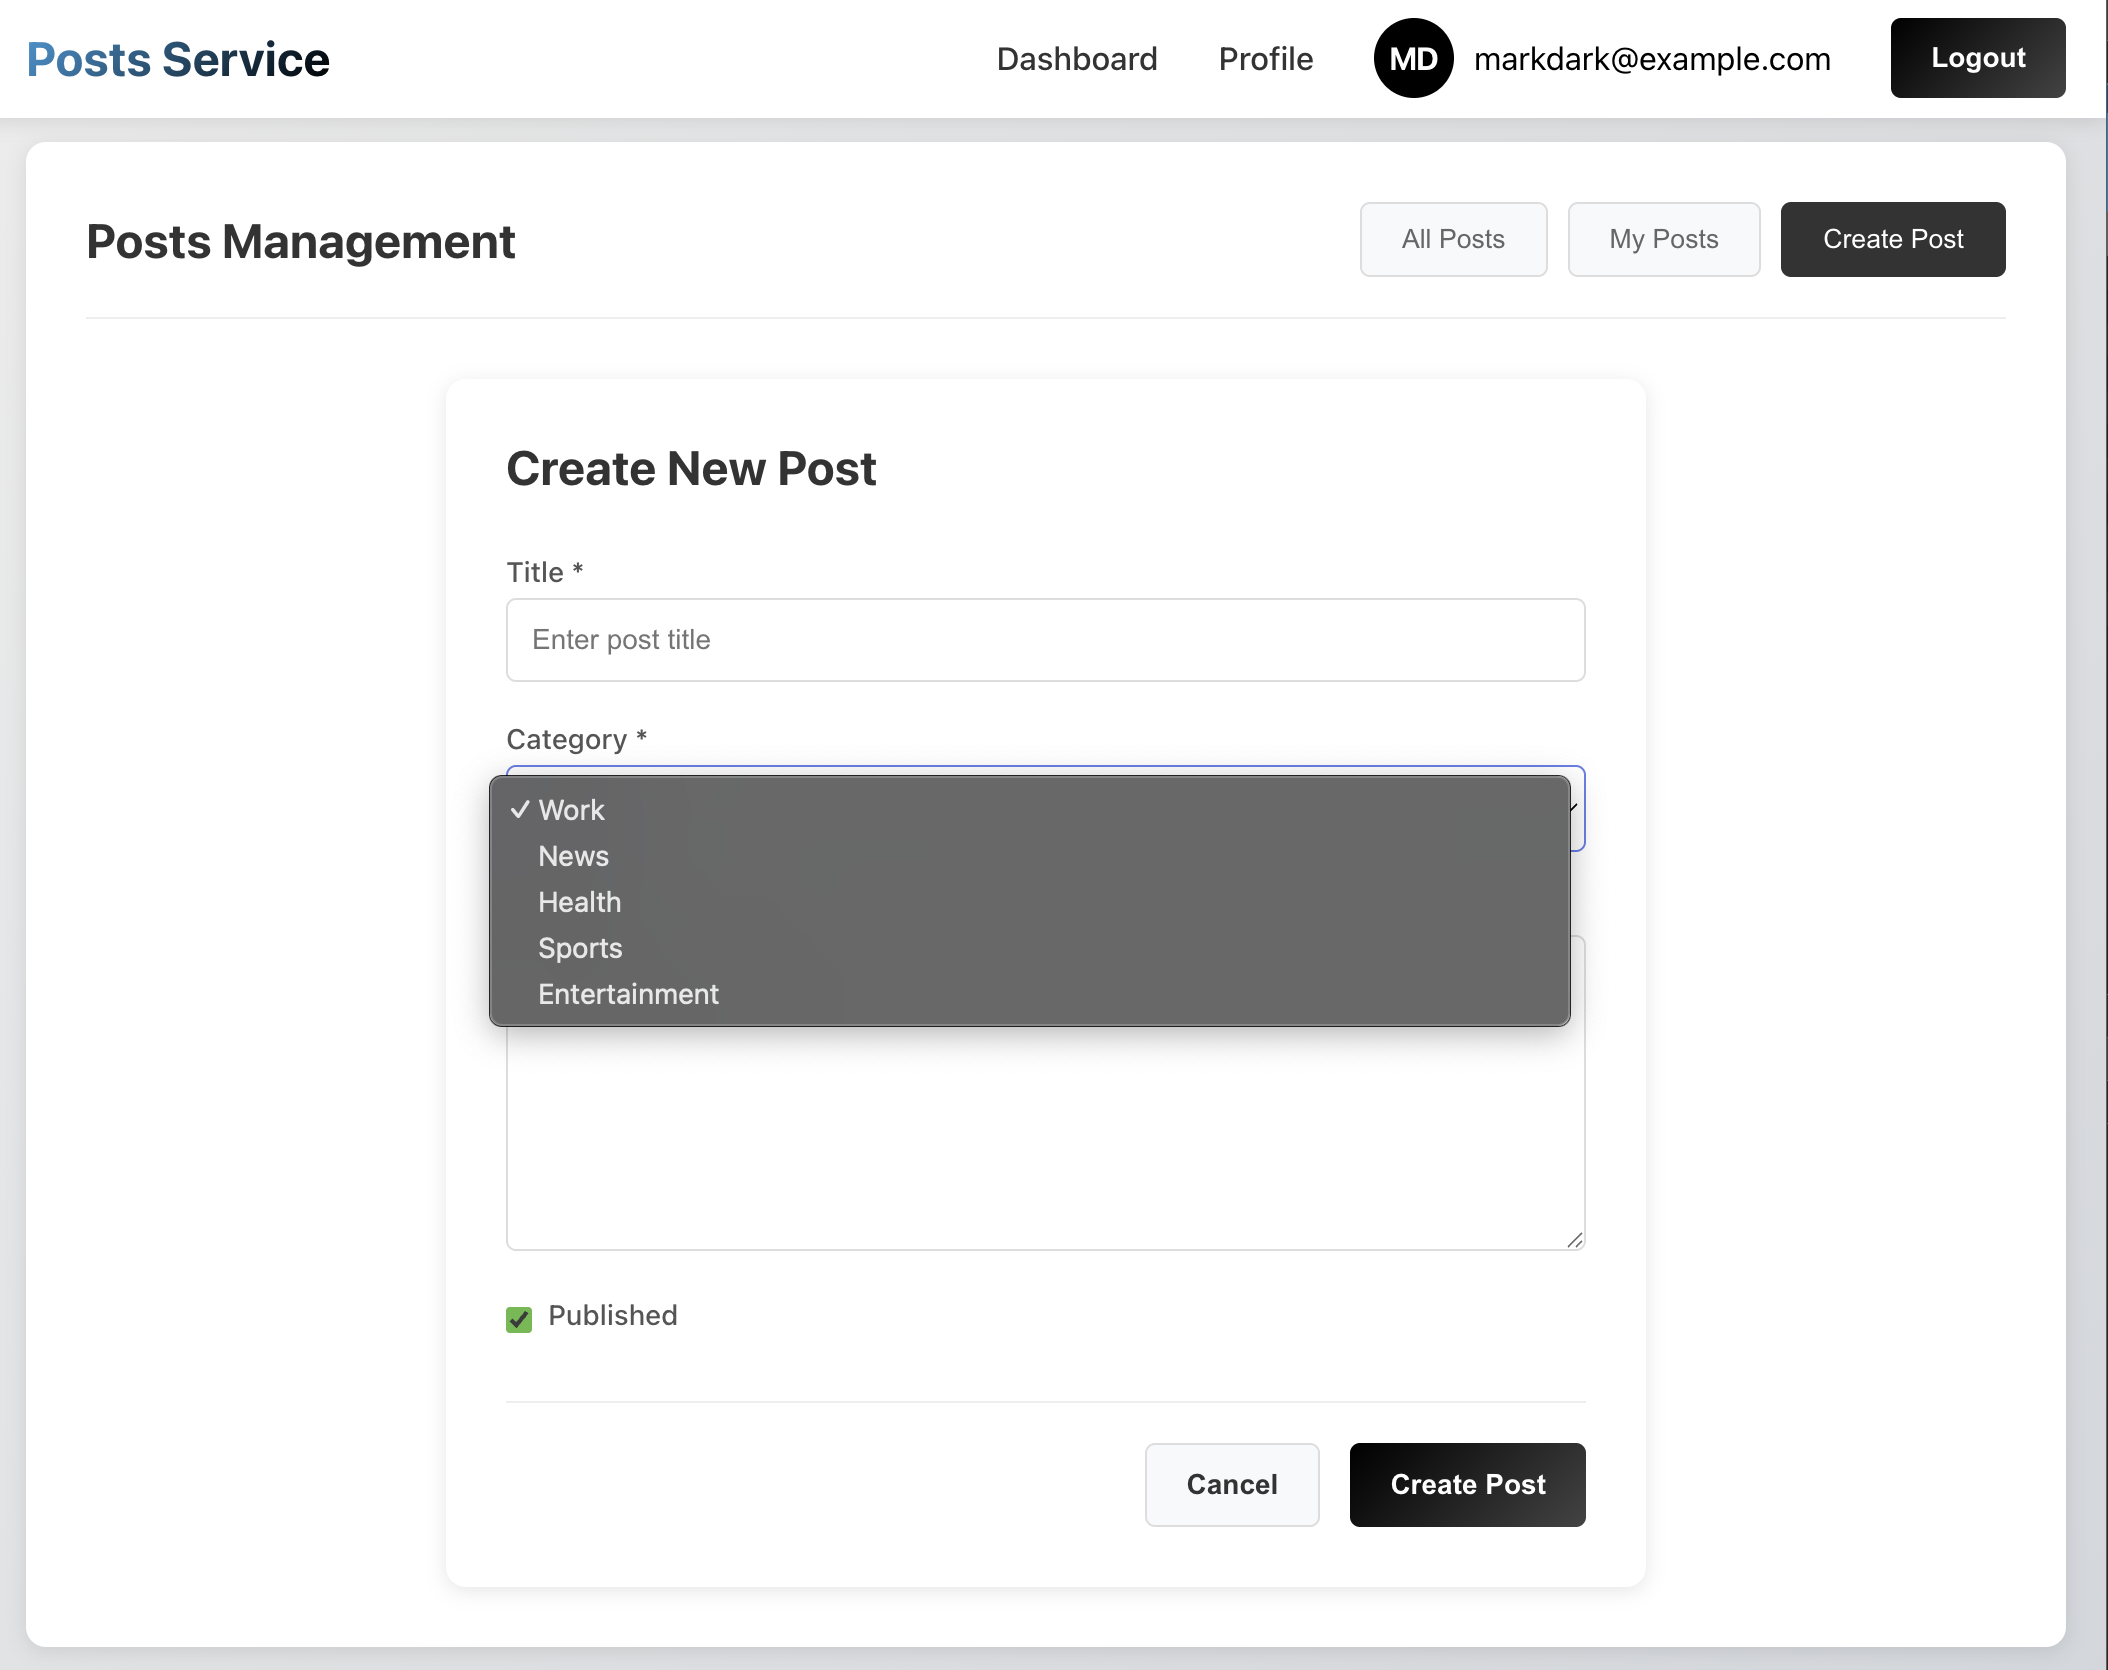 Posts Service
Dashboard
Profile
MD
markdark@example.com
Logout
Posts Management
All Posts
My Posts
Create Post
Create New Post
Title *
Enter post title
Category *
✓ Work
News
Health
Sports
Entertainment
Published
Cancel
Create Post